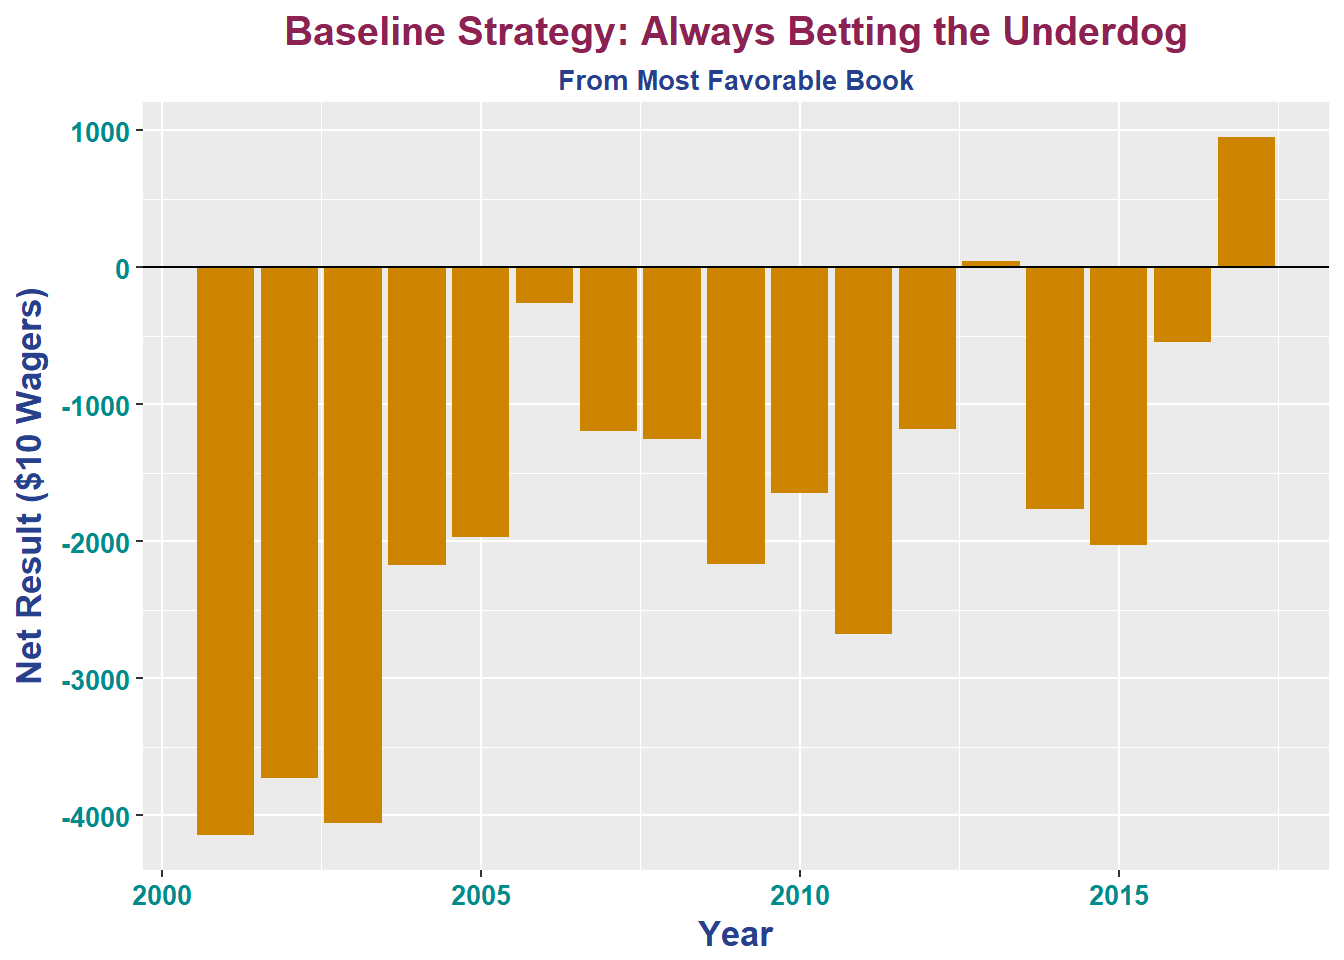 Baseline Strategy: Always Betting the Underdog
From Most Favorable Book
Net Result ($10 Wagers)
1000
0
-1000
-2000
-3000
-4000
2000 2005 2010 2015
Year